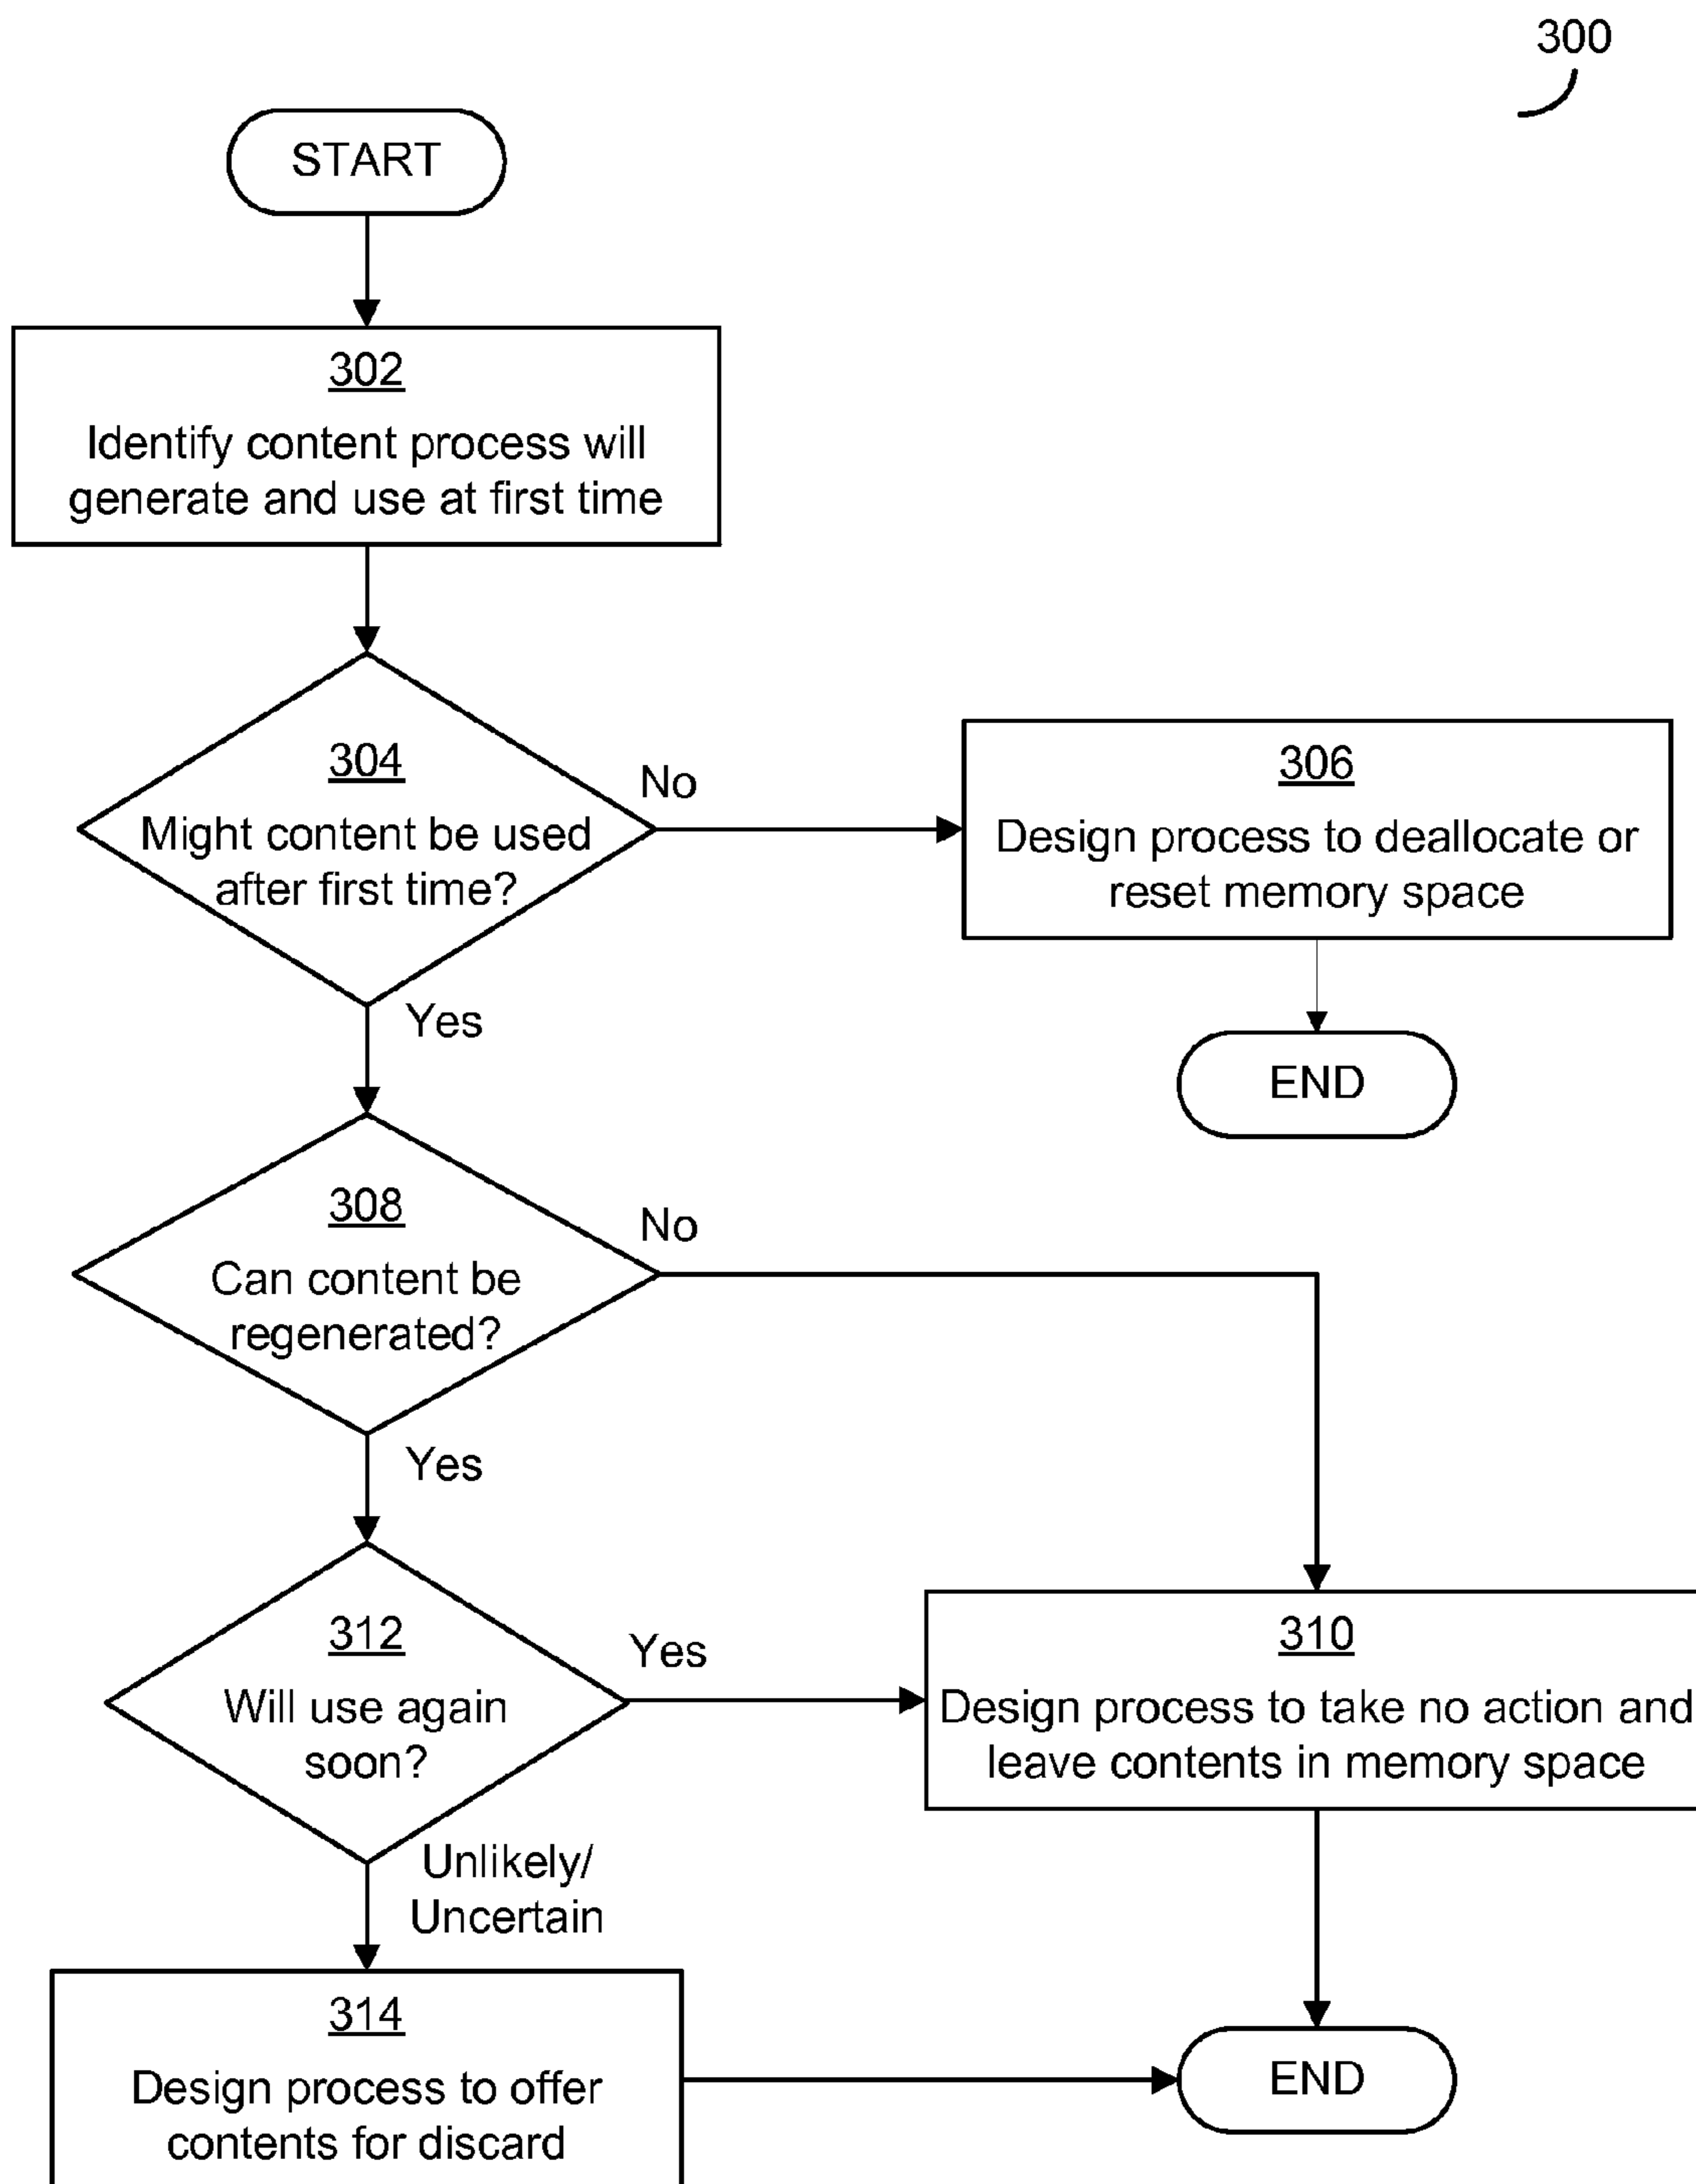 300
START
302
Identify content process will
generate and use at first time
304
Might content be used
after first time?
No
306
Design process to deallocate or
reset memory space
Yes
END
308
Can content be
regenerated?
No
Yes
312
Will use again
soon?
Yes
310
Design process to take no action and
leave contents in memory space
Unlikely/
Uncertain
314
Design process to offer
contents for discard
END